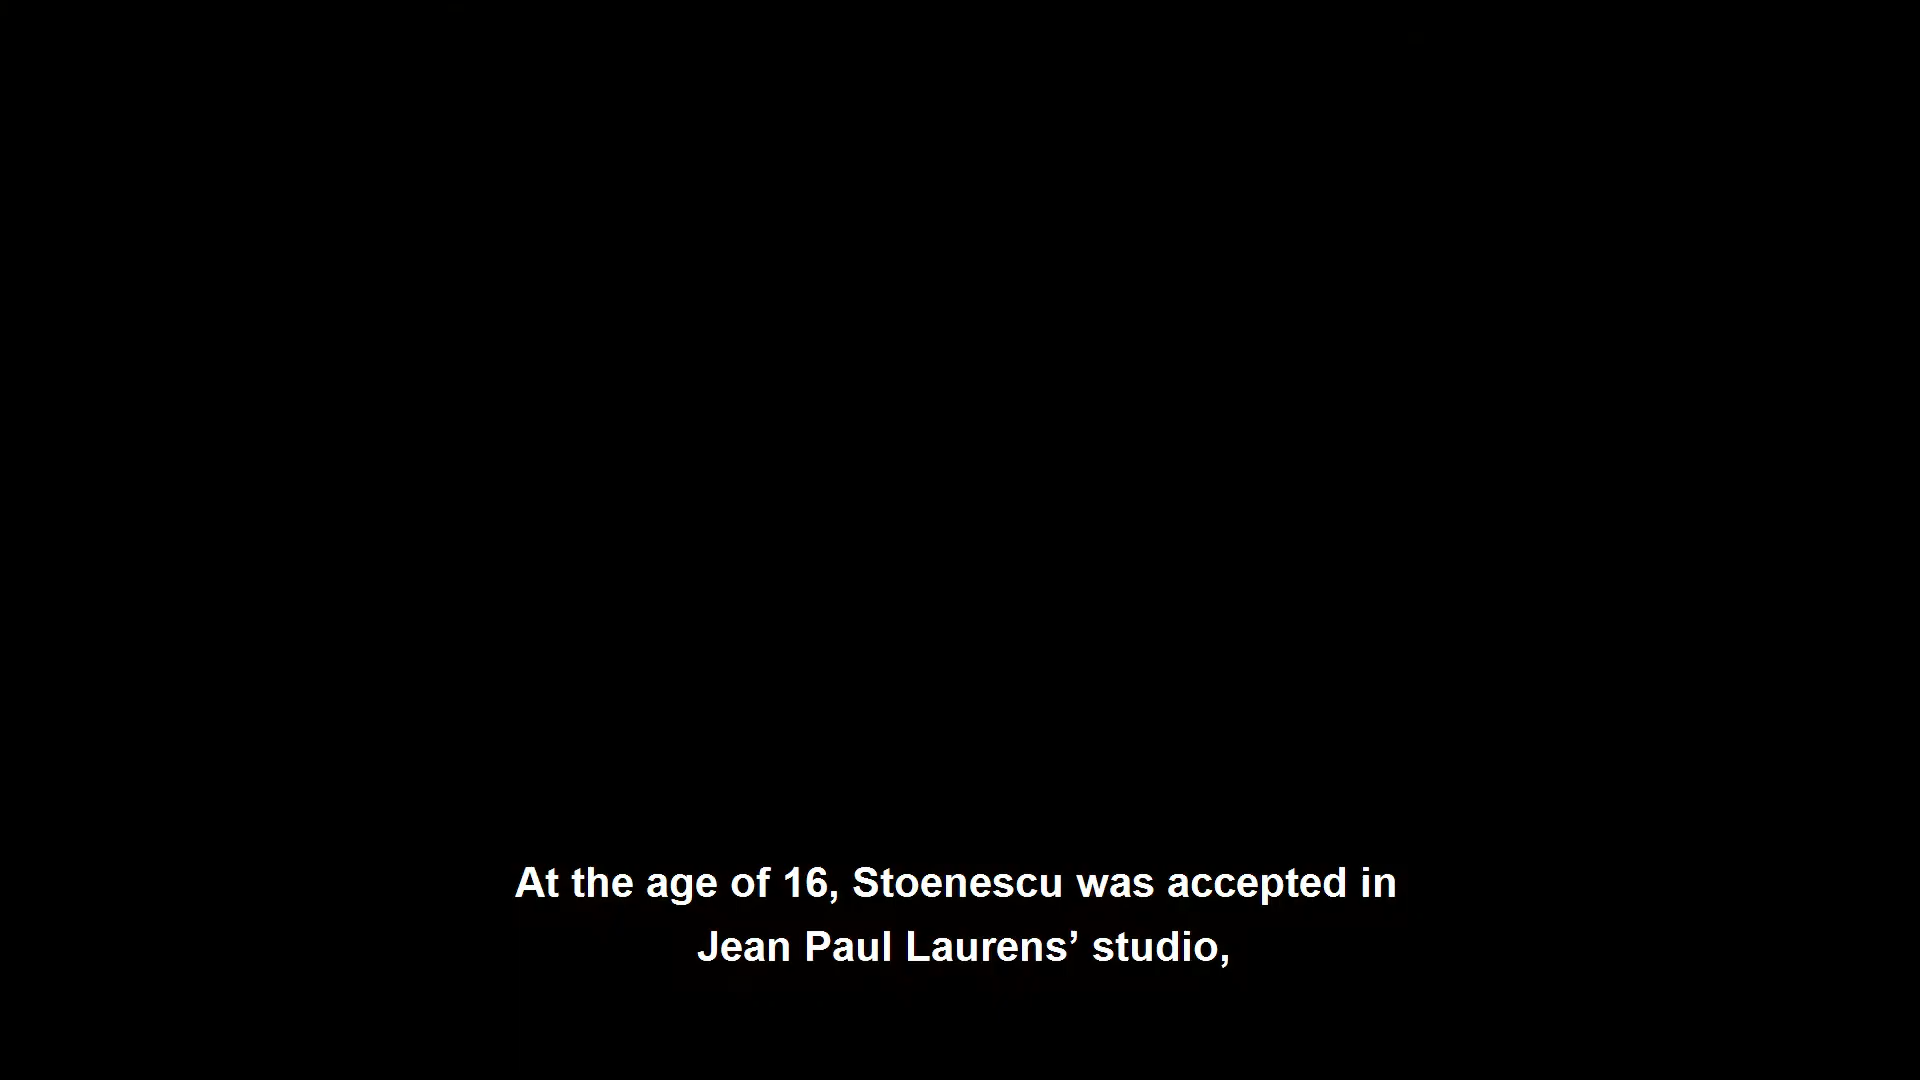 At the age of 16, Stoenescu was accepted in
Jean Paul Laurens’ studio,